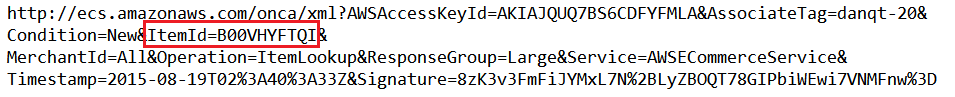 http://ecs.amazonaws.com/onca/xml?AWSAccessKeyId=AKIAJQUQ7BS6CDFYFMLA&AssociateTag=danqt-20&
Condition=New&ItemId=B00VHYFTQI&
MerchantId=All&Operation=ItemLookup&ResponseGroup=Large&Service=AWSECommerceService&
Timestamp=2015-08-19T02%3A40%3A33Z&Signature=8zK3v3FmFiJYMxL7N%2BLyZBOQT78GIPbiWEwi7VNMFnw%3D